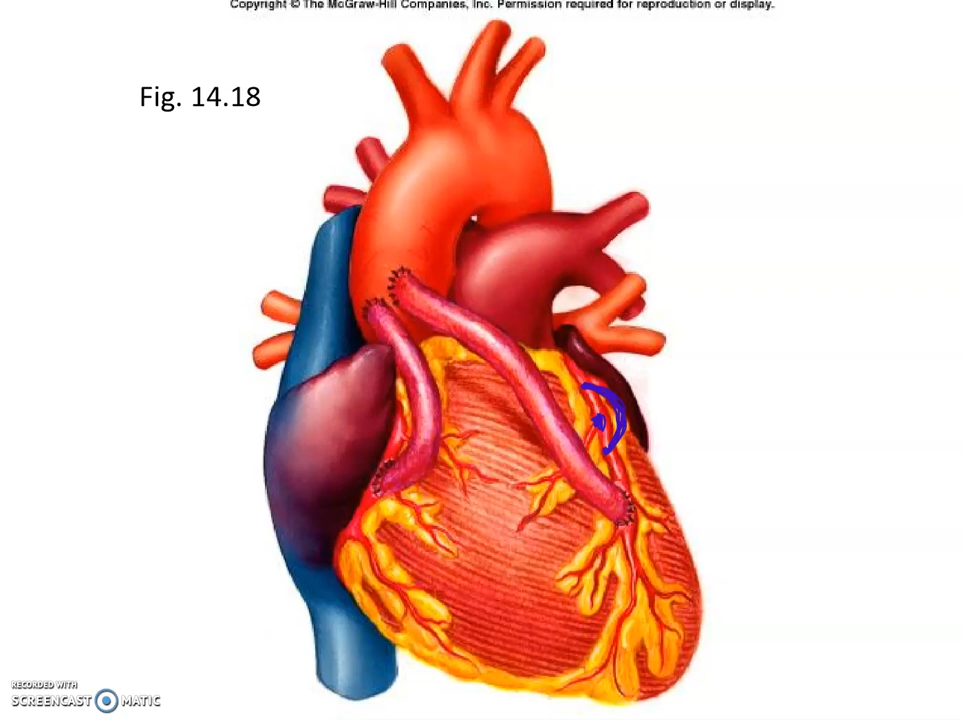 Copyright © The McGraw-Hill Companies, Inc. Permission required for reproduction or display.
Fig. 14.18
RECORDED WITH
SCREENCAST MATIC